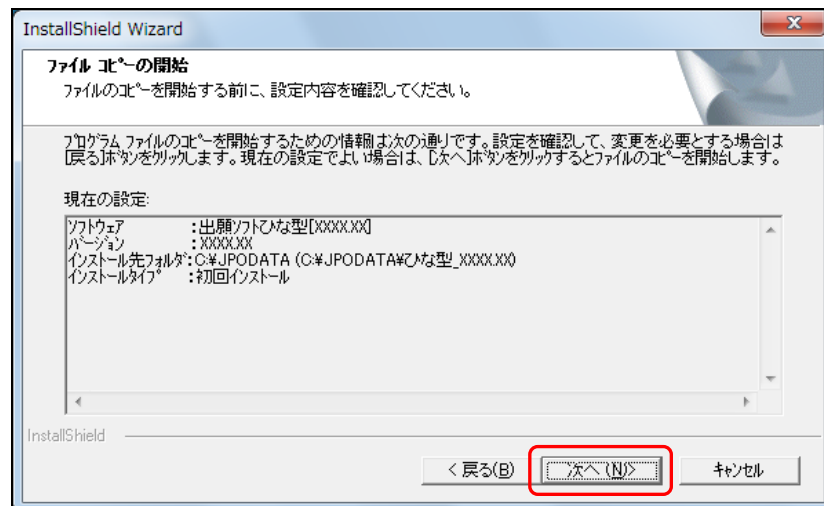 InstallShield Wizard
ファイル コピーの開始
ファイルのコピーを開始する前に、設定内容を確認してください。
プログラム ファイルのコピーを開始するための情報は次の通りです。設定を確認して、変更を必要とする場合は
[戻る]ボタンをクリックします。現在の設定でよい場合は、[次へ]ボタンをクリックするとファイルのコピーを開始します。
現在の設定:
ソフトウェア :出願ソフトひな型[XXXX.XX]
バージョン :XXXX.XX
インストール先フォルダ:C:¥JPODATA (C:¥JPODATA¥ひな型_XXXX.XX)
インストールタイプ :初回インストール
InstallShield
< 戻る(B) 次へ (N)> キャンセル